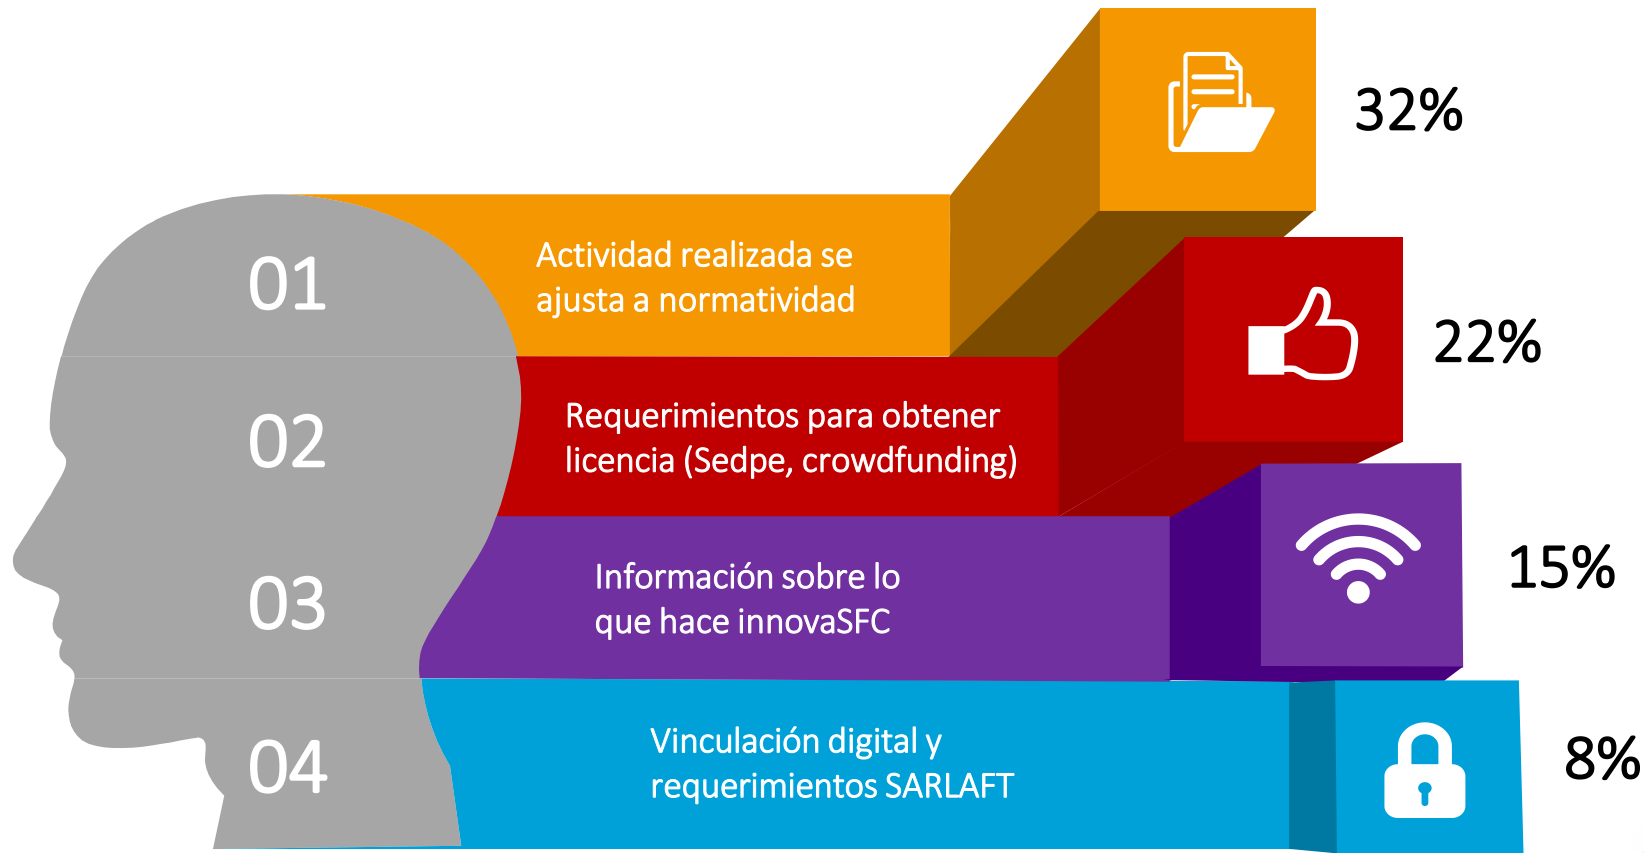 01
Actividad realizada se
ajusta a normatividad
32%
02
Requerimientos para obtener
licencia (Sedpe, crowdfunding)
22%
03
Información sobre lo
que hace innovaSFC
15%
04
Vinculación digital y
requerimientos SARLAFT
8%